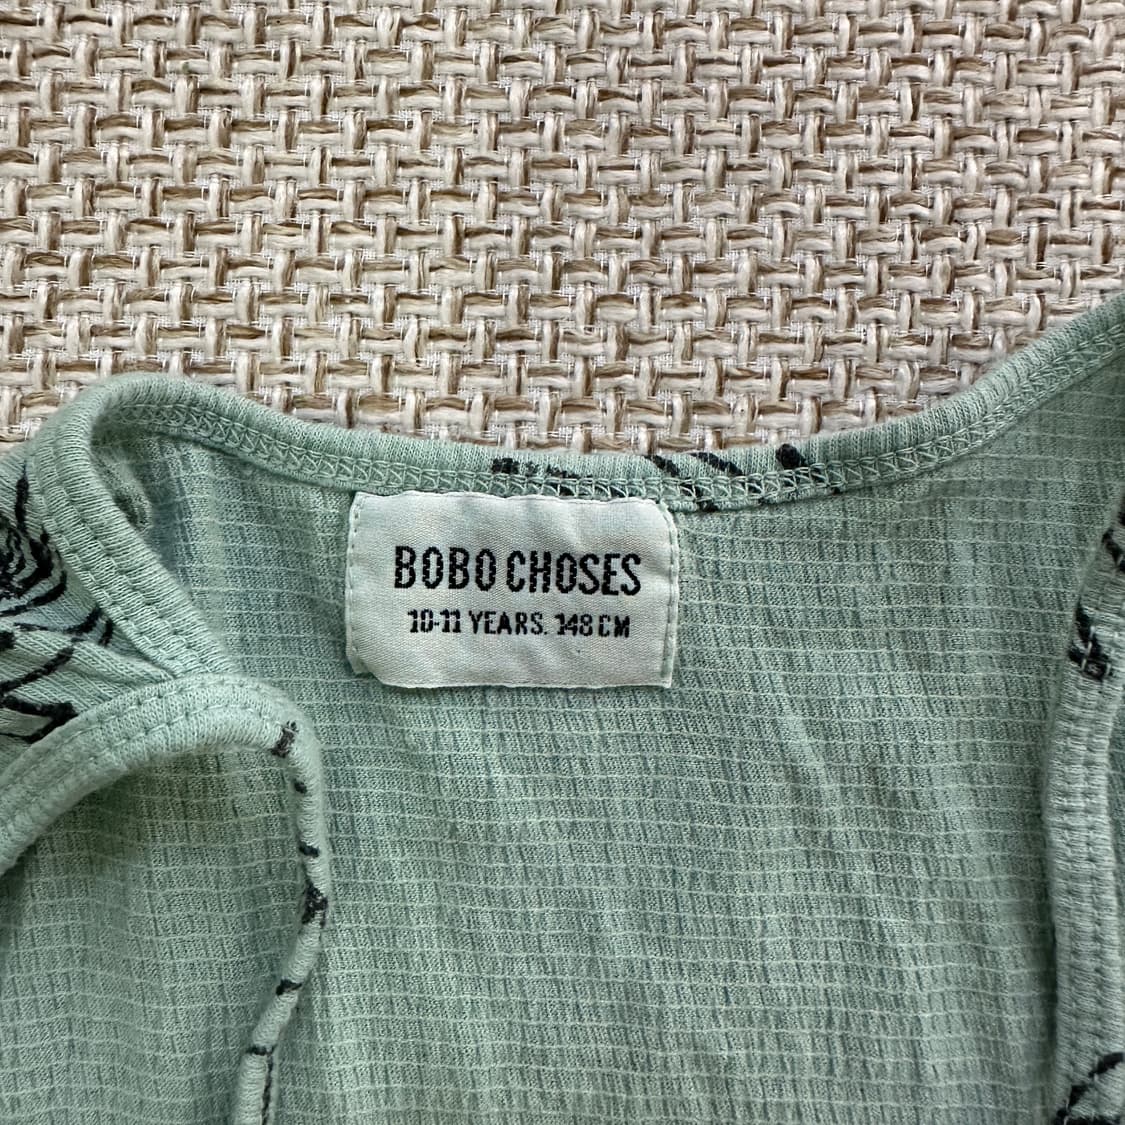 BOBO CHOSES
10-11 YEARS. 148 CM